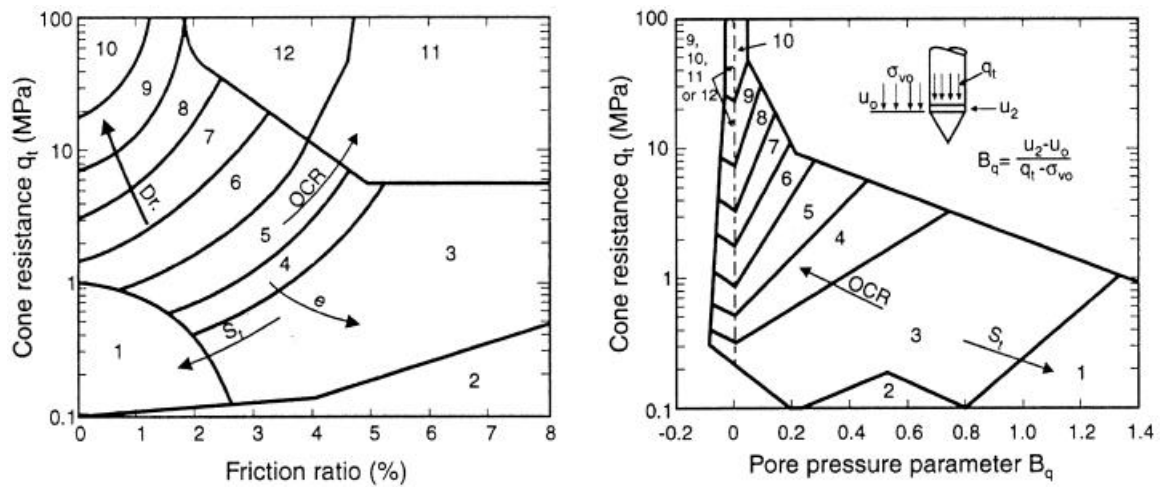 Cone resistance qt (MPa)
100
10
1
0.1
10
9
8
7
6
5
4
3
12
11
1
2
Dr.
OCR
e
St
0 1 2 3 4 5 6 7 8
Friction ratio (%)
Cone resistance qt (MPa)
100
10
1
0.1
9,
10,
11
or 12
10
9
8
7
6
5
4
3
2
1
OCR
St
σvo
qt
uo
u2
Bq= u2-uo
qt -σvo
-0.2 0 0.2 0.4 0.6 0.8 1.0 1.2 1.4
Pore pressure parameter Bq